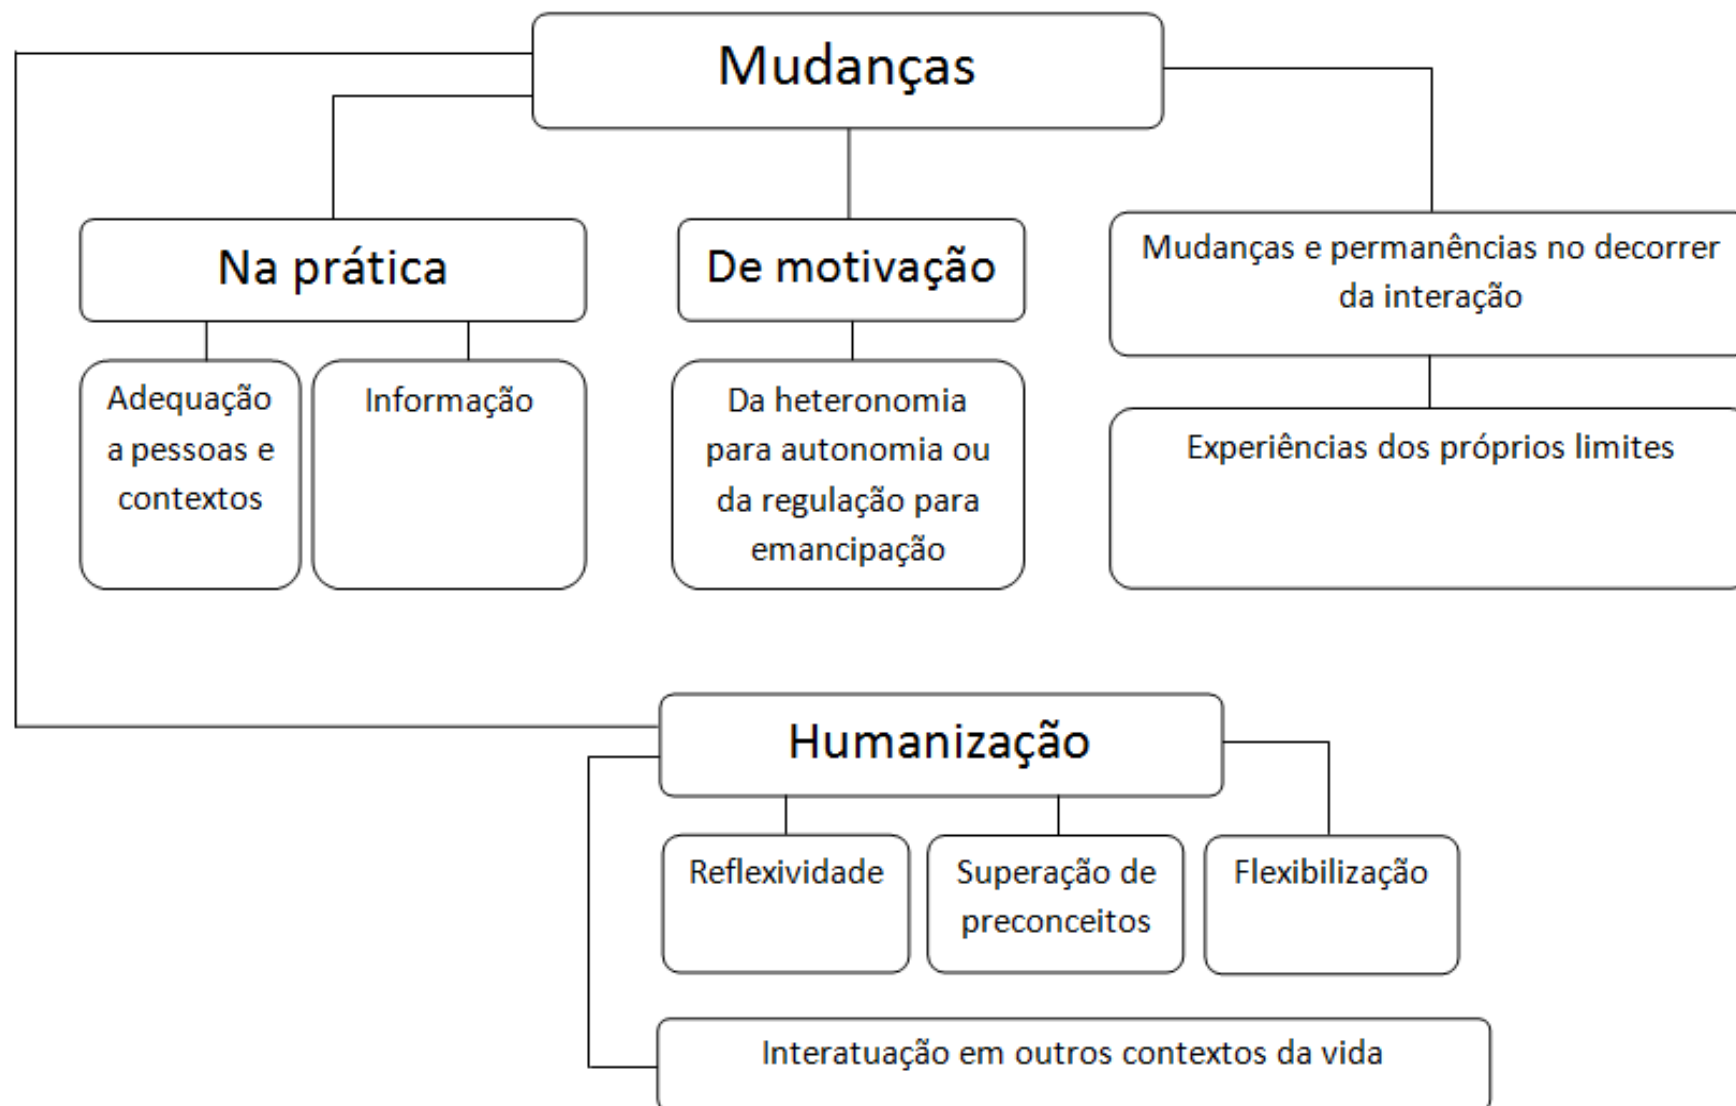 Mudanças
Na prática
De motivação
Mudanças e permanências no decorrer
da interação
Adequação
a pessoas e
contextos
Informação
Da heteronomia
para autonomia ou
da regulação para
emancipação
Experiências dos próprios limites
Humanização
Reflexividade
Superação de
preconceitos
Flexibilização
Interatuação em outros contextos da vida